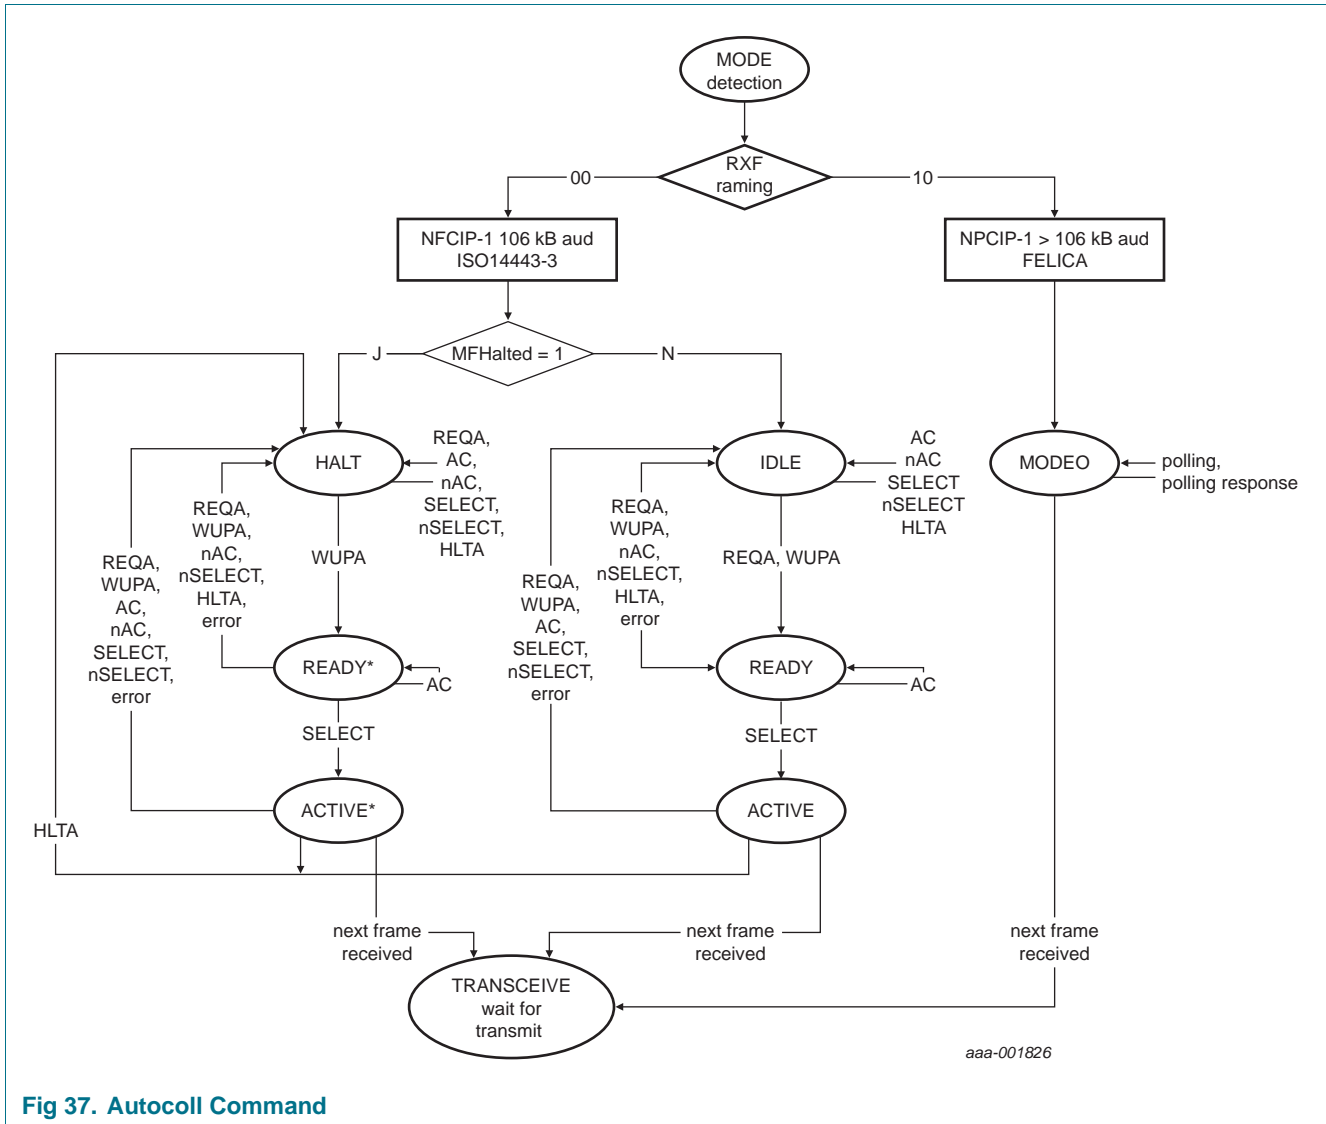 MODE
detection
RXF
raming
00
10
NFCIP-1 106 kB aud
ISO14443-3
NPCIP-1 > 106 kB aud
FELICA
J
MFHalted = 1
N
HALT
REQA,
AC,
nAC,
SELECT,
nSELECT,
HLTA
IDLE
AC
nAC
SELECT
nSELECT
HLTA
MODEO
polling,
polling response
REQA,
WUPA,
AC,
nAC,
SELECT,
nSELECT,
error
REQA,
WUPA,
nAC,
nSELECT,
HLTA,
error
WUPA
REQA,
WUPA,
AC,
SELECT,
nSELECT,
error
REQA,
WUPA,
nAC,
nSELECT,
HLTA,
error
REQA, WUPA
READY*
AC
READY
AC
SELECT
SELECT
ACTIVE*
ACTIVE
HLTA
next frame
received
next frame
received
next frame
received
TRANSCEIVE
wait for
transmit
aaa-001826
Fig 37. Autocoll Command